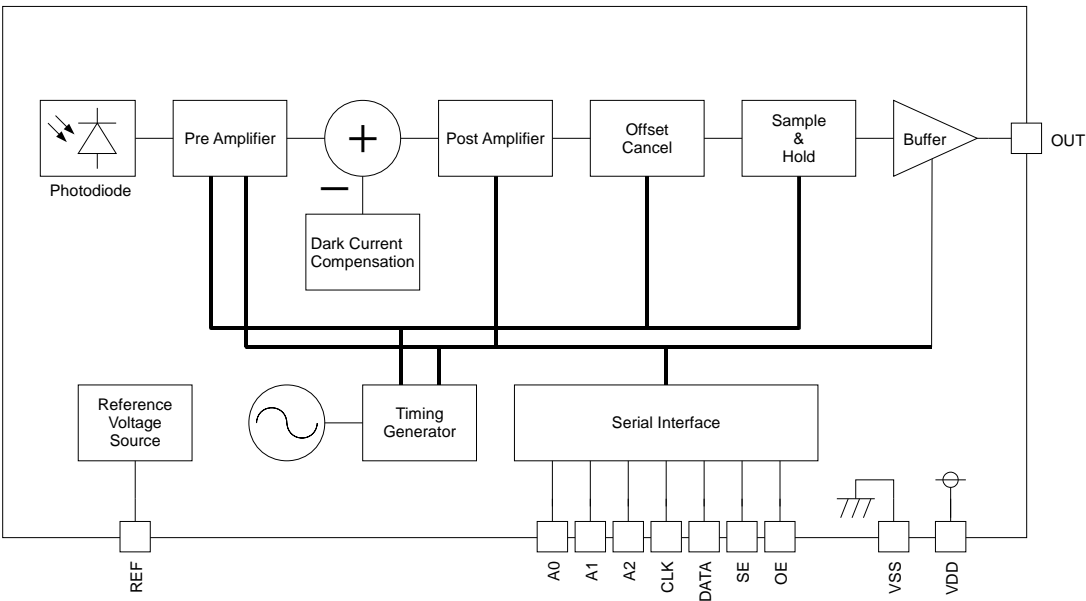 Photodiode
Pre Amplifier
+
−
Dark Current
Compensation
Post Amplifier
Offset
Cancel
Sample
&
Hold
Buffer
OUT
Reference
Voltage
Source
Timing
Generator
Serial Interface
REF
A0
A1
A2
CLK
DATA
SE
OE
VSS
VDD